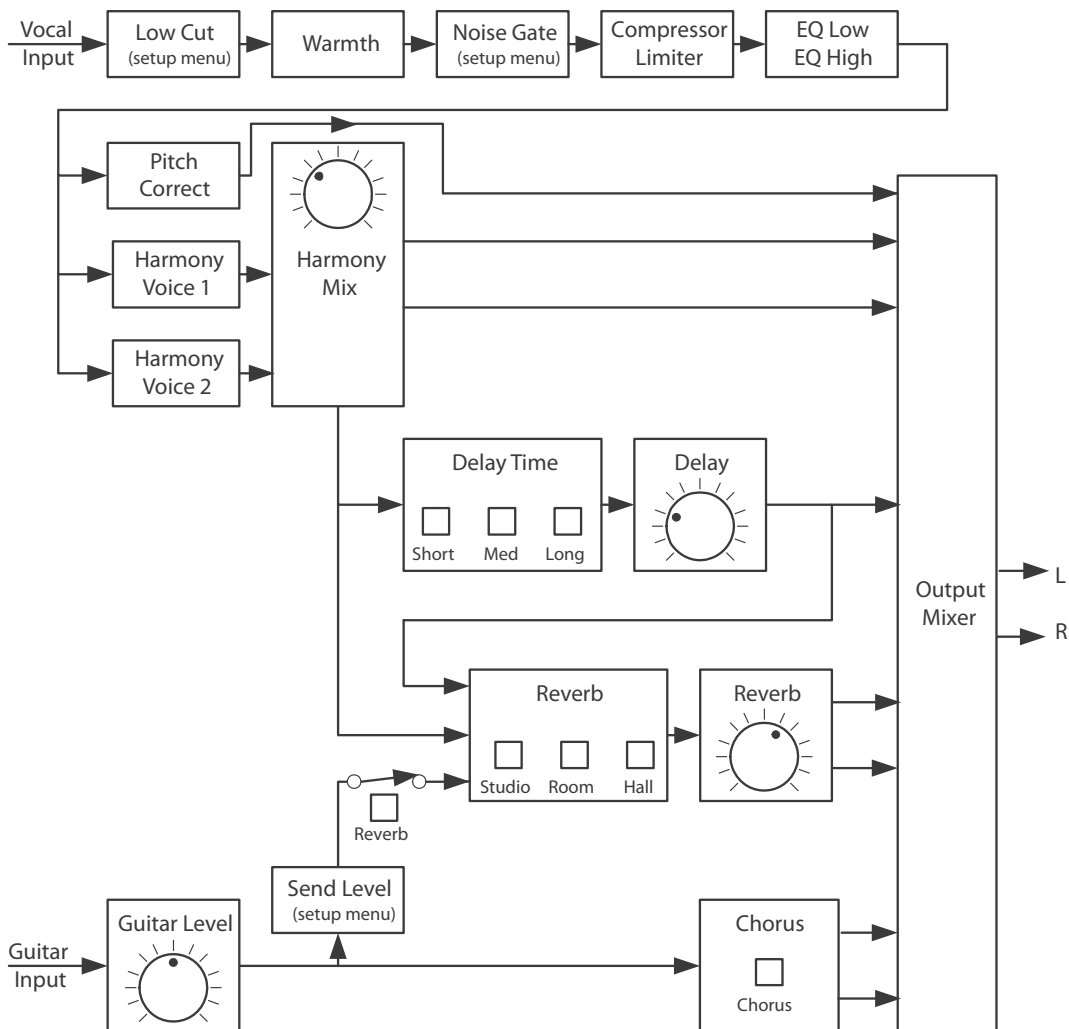 Vocal
Input
Low Cut
(setup menu)
Warmth
Noise Gate
(setup menu)
Compressor
Limiter
EQ Low
EQ High
Pitch
Correct
Harmony
Voice 1
Harmony
Voice 2
Harmony
Mix
Delay Time
Short Med Long
Delay
Output
Mixer
L
R
Reverb
Studio Room Hall
Reverb
Reverb
Send Level
(setup menu)
Guitar
Input
Guitar Level
Chorus
Chorus